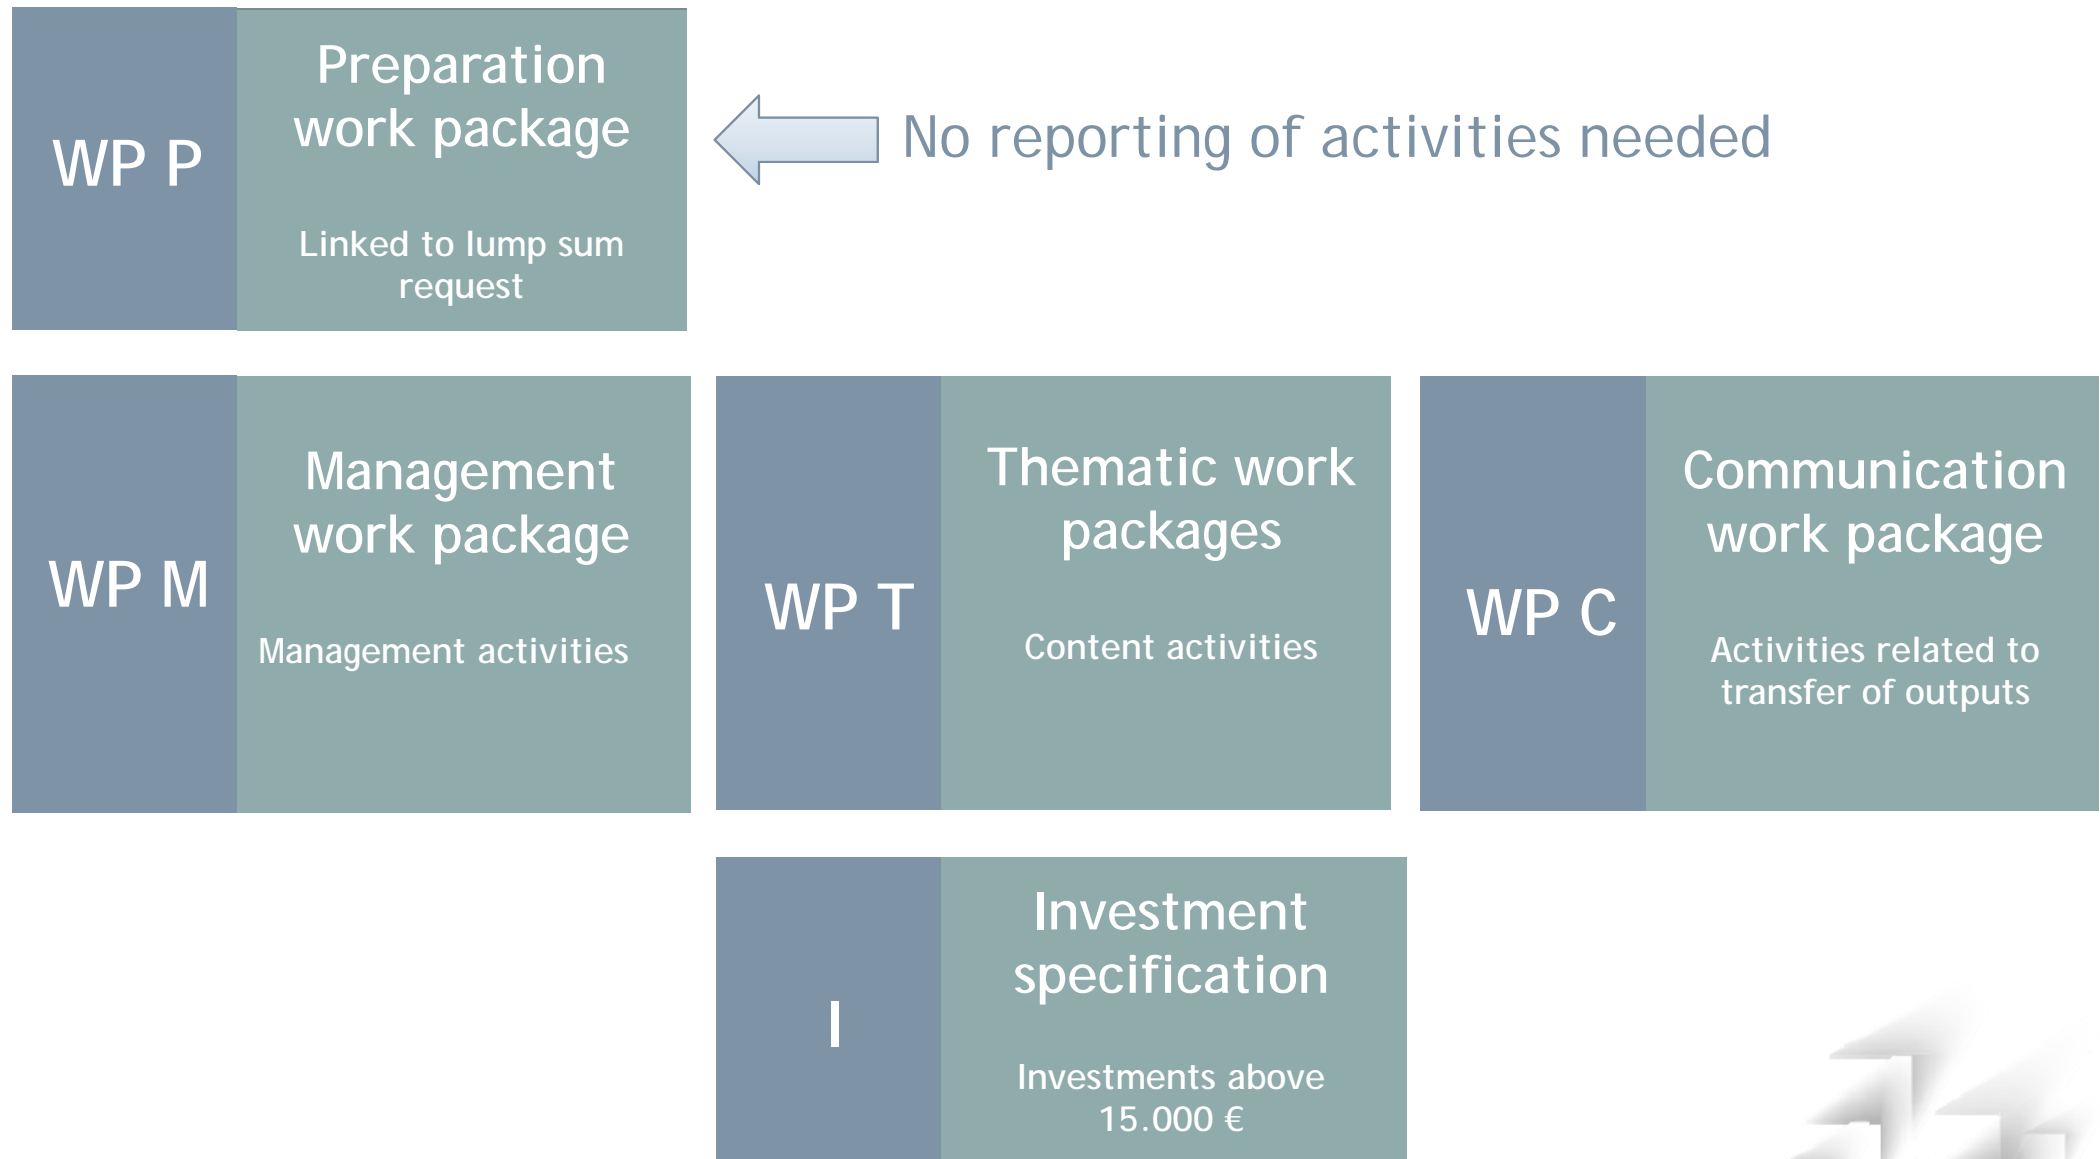 WP P
Preparation
work package
Linked to lump sum
request
No reporting of activities needed
WP M
Management
work package
Management activities
WP T
Thematic work
packages
Content activities
WP C
Communication
work package
Activities related to
transfer of outputs
I
Investment
specification
Investments above
15.000 €